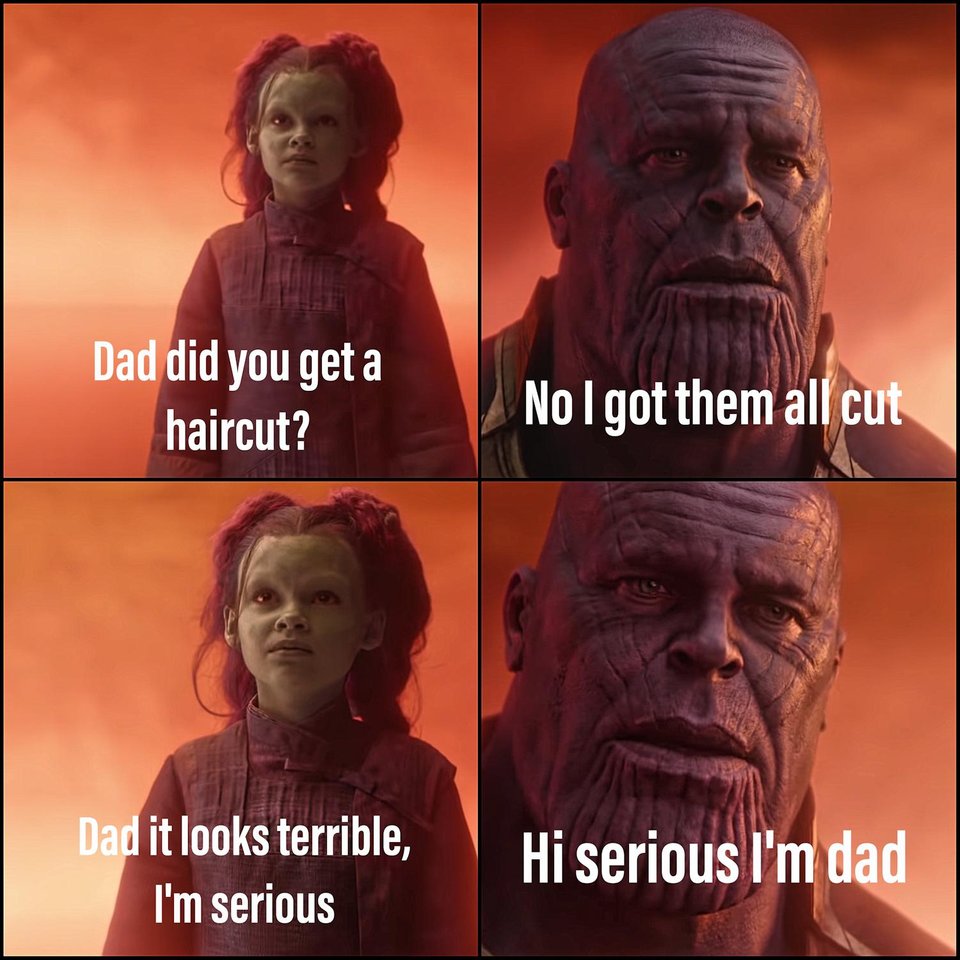 Dad did you get a
haircut?
No I got them all cut
Dad it looks terrible,
I'm serious
Hi serious I'm dad